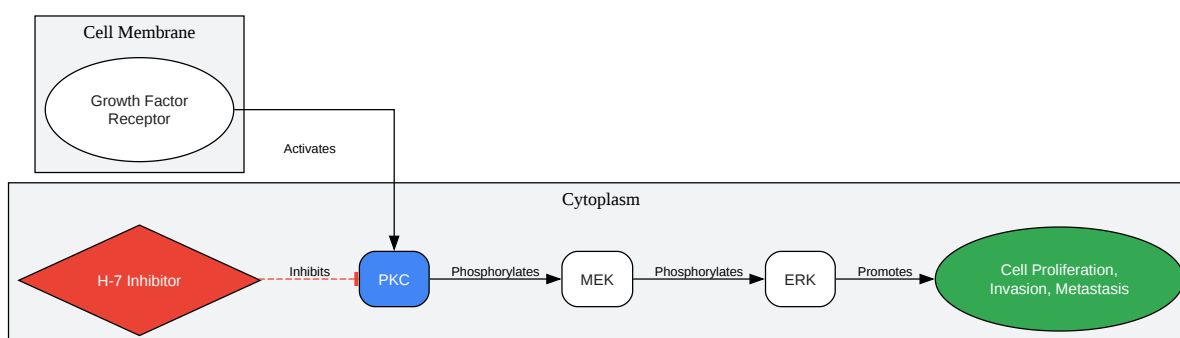 Cell Membrane
Growth Factor
Receptor
Activates
Cytoplasm
H-7 Inhibitor
Inhibits
PKC
Phosphorylates
MEK
Phosphorylates
ERK
Promotes
Cell Proliferation,
Invasion, Metastasis